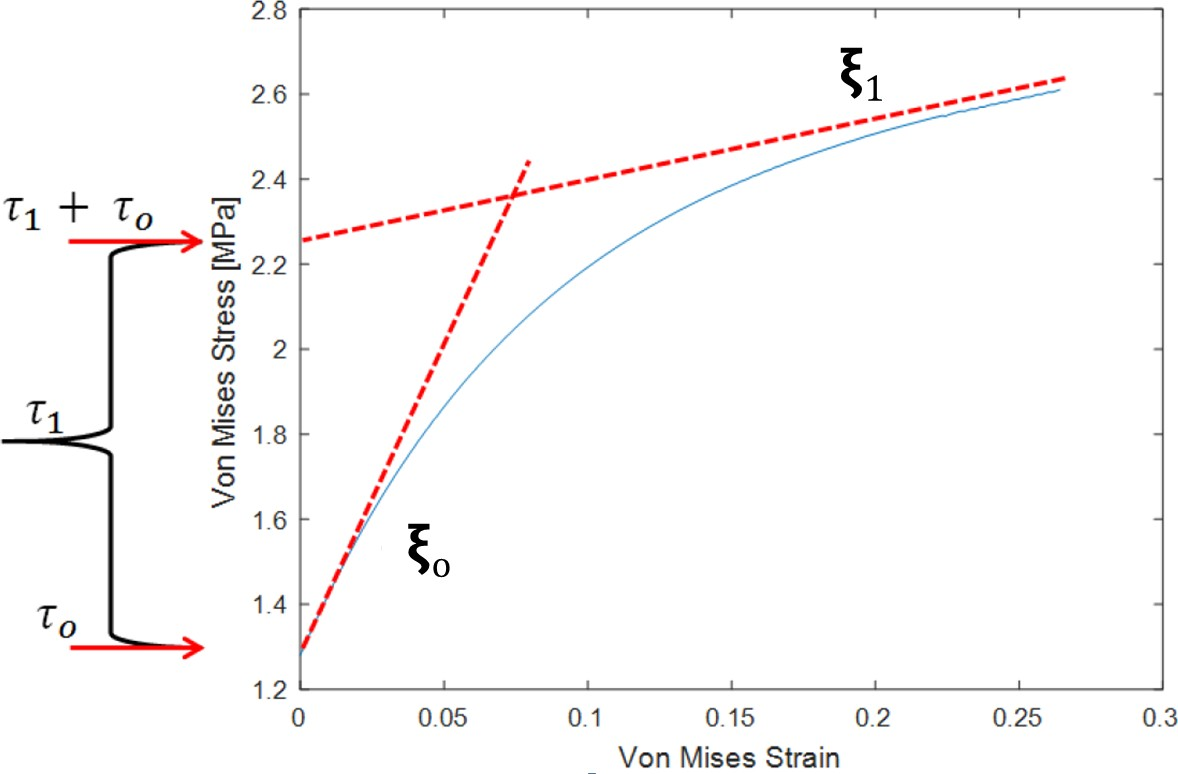 2.8
2.6
2.4
2.2
2
1.8
1.6
1.4
1.2
0
0.05
0.1
0.15
0.2
0.25
0.3
Von Mises Strain
Von Mises Stress [MPa]
τ₁ + τₒ
τ₁
τₒ
ξ₁
ξₒ